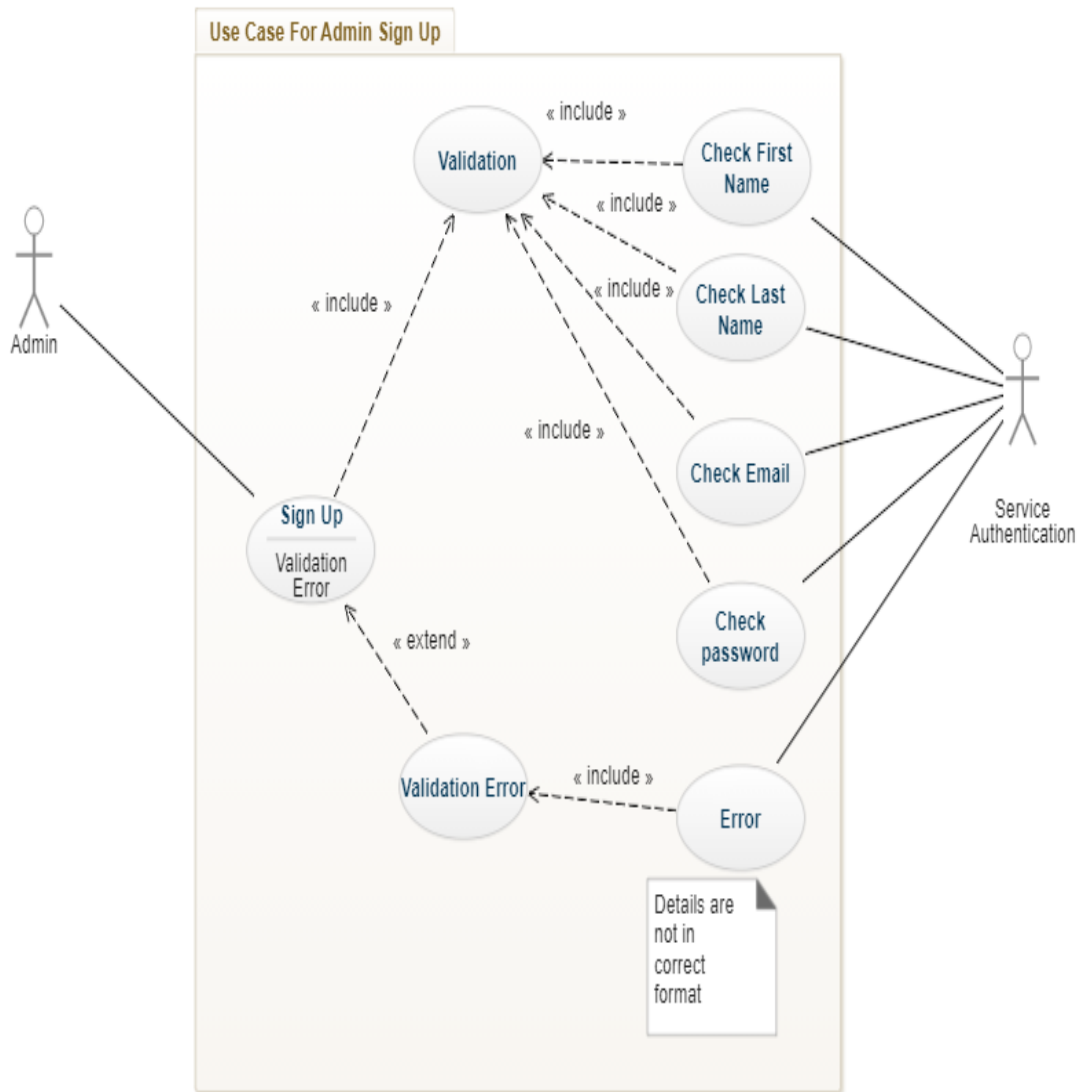 Use Case For Admin Sign Up
« include »
Validation
Check First
Name
« include »
« include »
Check Last
Name
« include »
Admin
« include »
Check Email
Sign Up
Validation
Error
Service
Authentication
Check
password
« extend »
Validation Error
« include »
Error
Details are
not in
correct
format